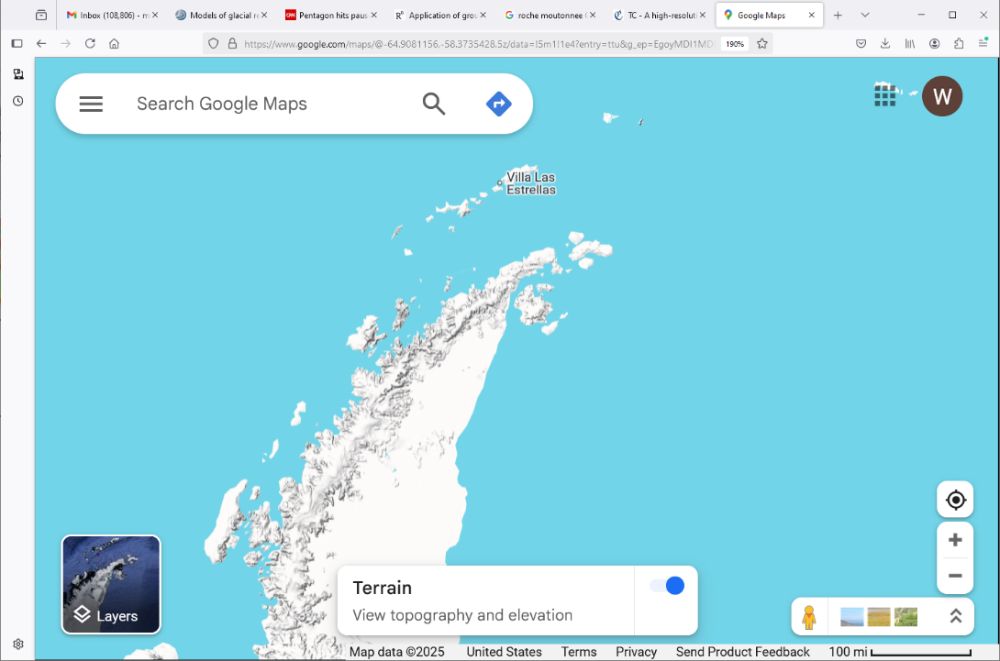 Inbox (108,806) - m
Models of glacial re
CNN Pentagon hits paus
Application of grou
roche moutonnee
TC - A high-resoluti
Google Maps
https://www.google.com/maps/@-64.9081156,-58.3735428.5z/data=!5m1!1e4?entry=ttu&g_ep=EgoyMDI1MD
190%
Search Google Maps
W
Villa Las
Estrellas
Layers
Terrain
View topography and elevation
Map data ©2025 United States Terms Privacy Send Product Feedback 100 mi